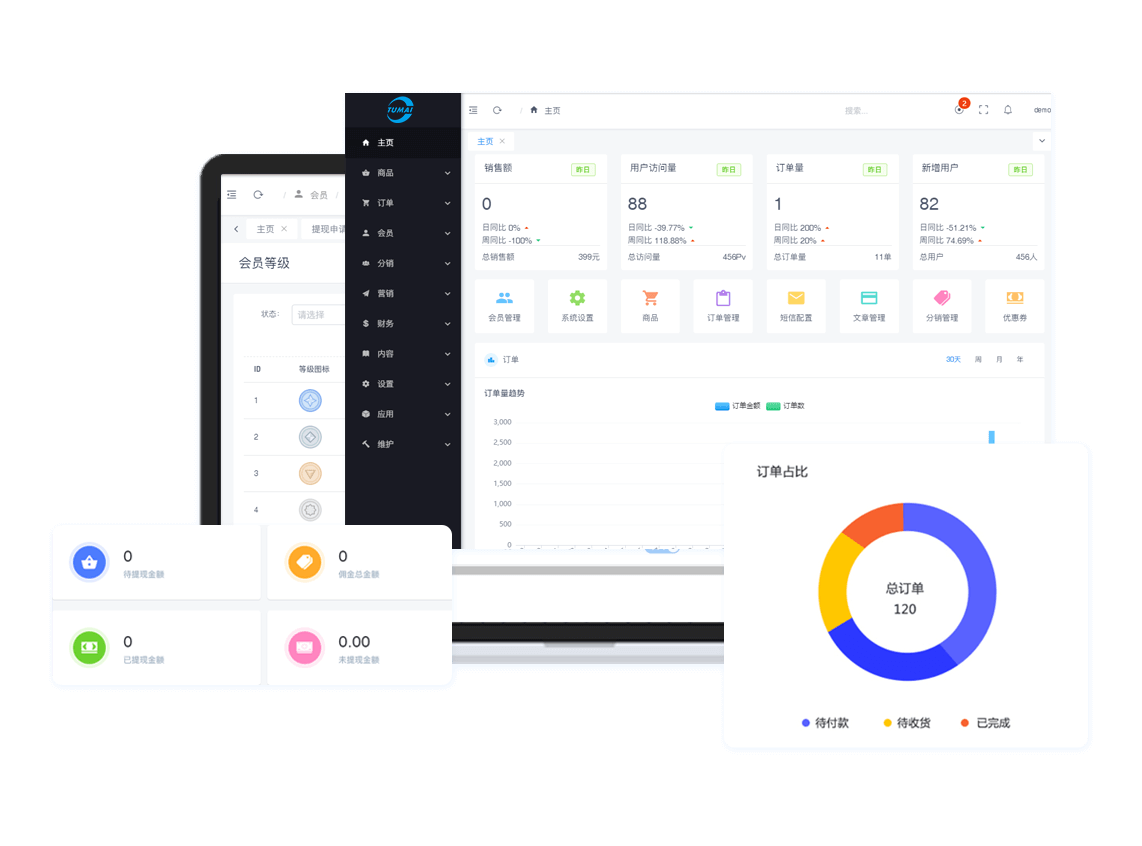 TUMAI
主页
商品
订单
会员
分销
营销
财务
内容
设置
应用
维护
/ 主页
搜索...
2
demo
主页 ×
销售额 昨日
0
日同比 0%
周同比 -100%
总销售额 399元
用户访问量 昨日
88
日同比 -39.77%
周同比 118.88%
总访问量 456Pv
订单量 昨日
1
日同比 200%
周同比 20%
总订单量 11单
新增用户 昨日
82
日同比 -51.21%
周同比 74.69%
总用户 456人
会员管理
系统设置
商品
订单管理
短信配置
文章管理
分销管理
优惠券
订单
30天 周 月 年
订单量趋势
订单金额 订单数
3,000
2,500
2,000
1,500
1,000
500
0
/ 会员 /
主页 × 提现申请
会员等级
状态: 请选择
ID 等级图标
1
2
3
4
0
待提现金额
0
佣金总金额
0
已提现金额
0.00
未提现金额
订单占比
总订单
120
待付款 待收货 已完成